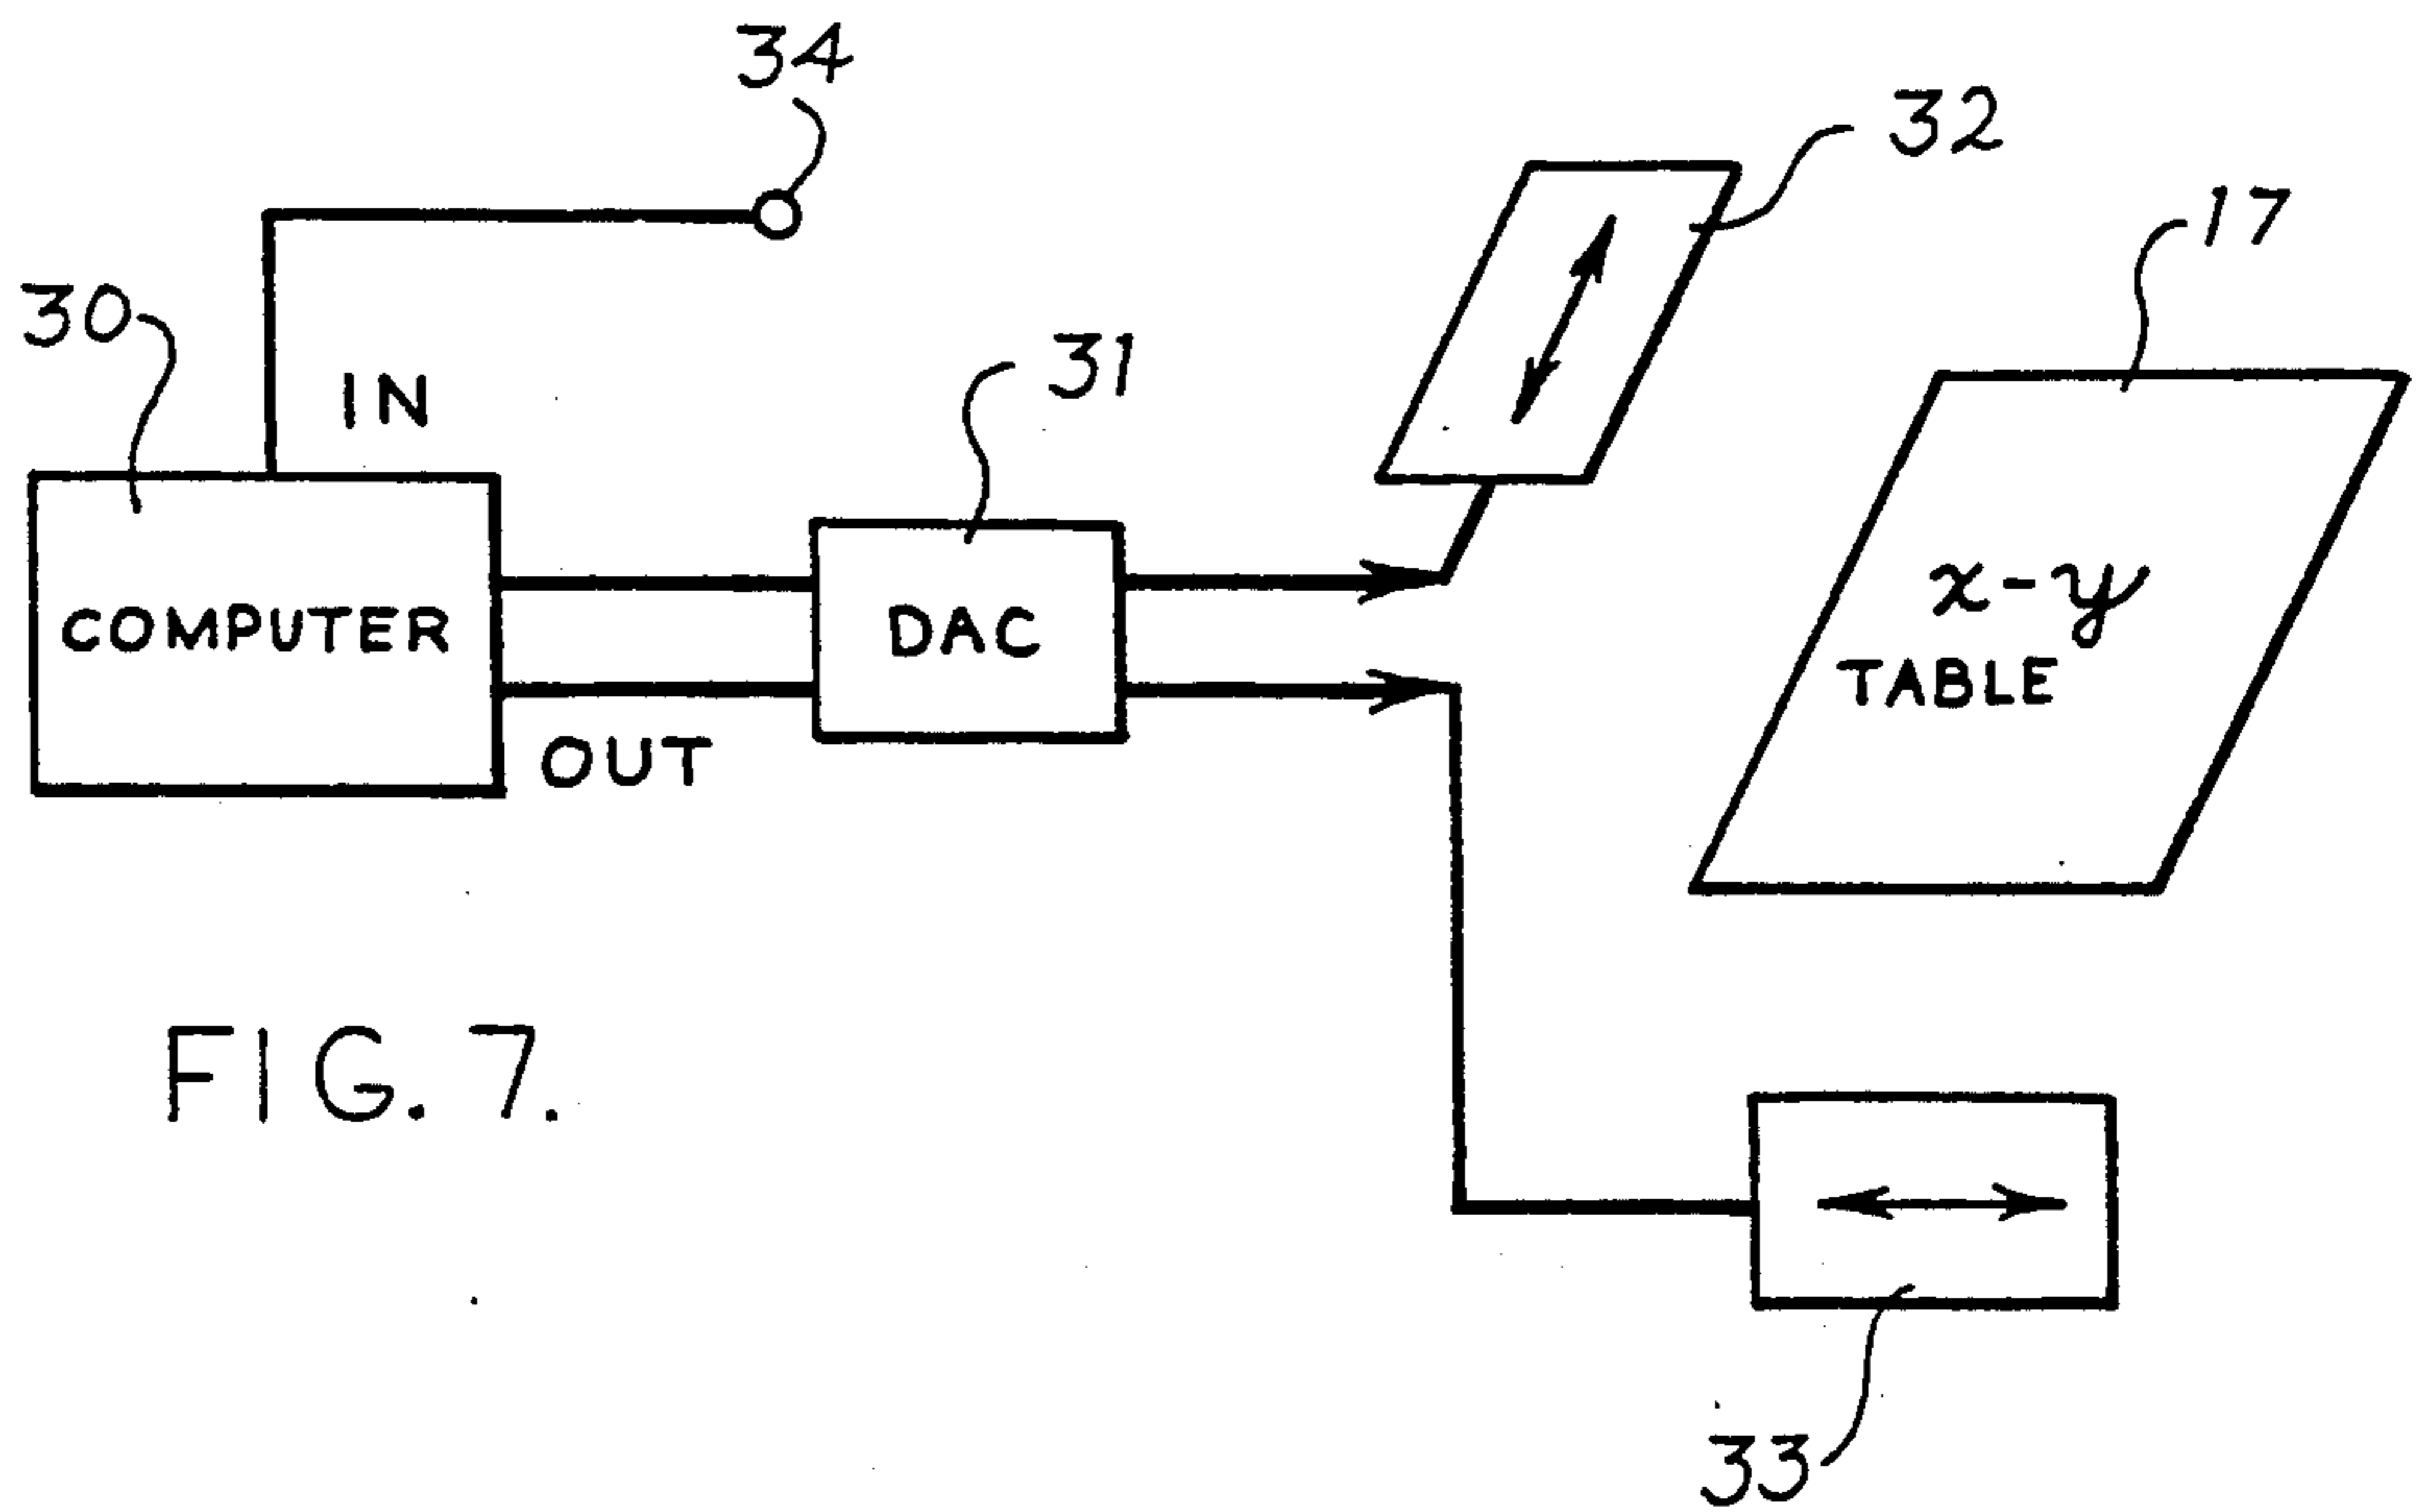 34
32
17
30
31
IN
COMPUTER
DAC
x-y
TABLE
OUT
FIG. 7.
33